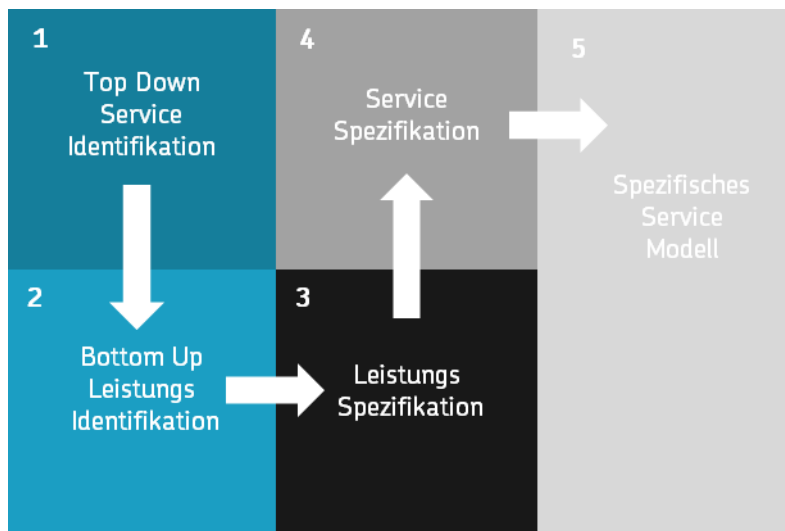 1
Top Down
Service
Identifikation
2
Bottom Up
Leistungs
Identifikation
3
Leistungs
Spezifikation
4
Service
Spezifikation
5
Spezifisches
Service
Modell